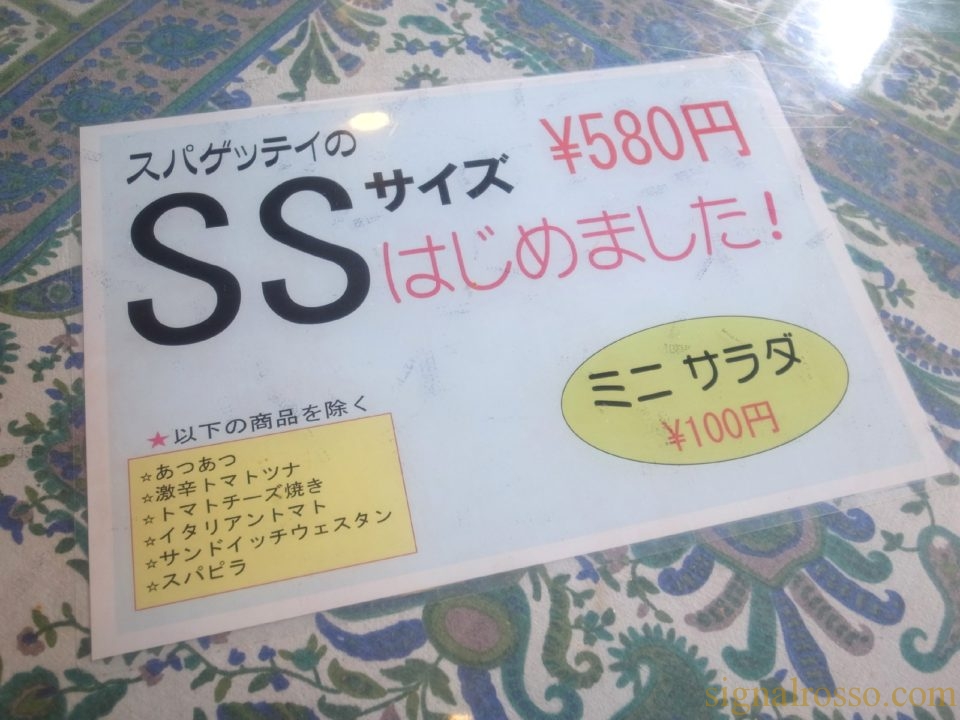 スパゲッティの
SSサイズ
¥580円
はじめました!
ミニサラダ
¥100円
★以下の商品を除く
☆あつあつ
☆激辛トマトツナ
☆トマトチーズ焼き
☆イタリアントマト
☆サンドイッチウェスタン
☆スパピラ
signalrosso.com